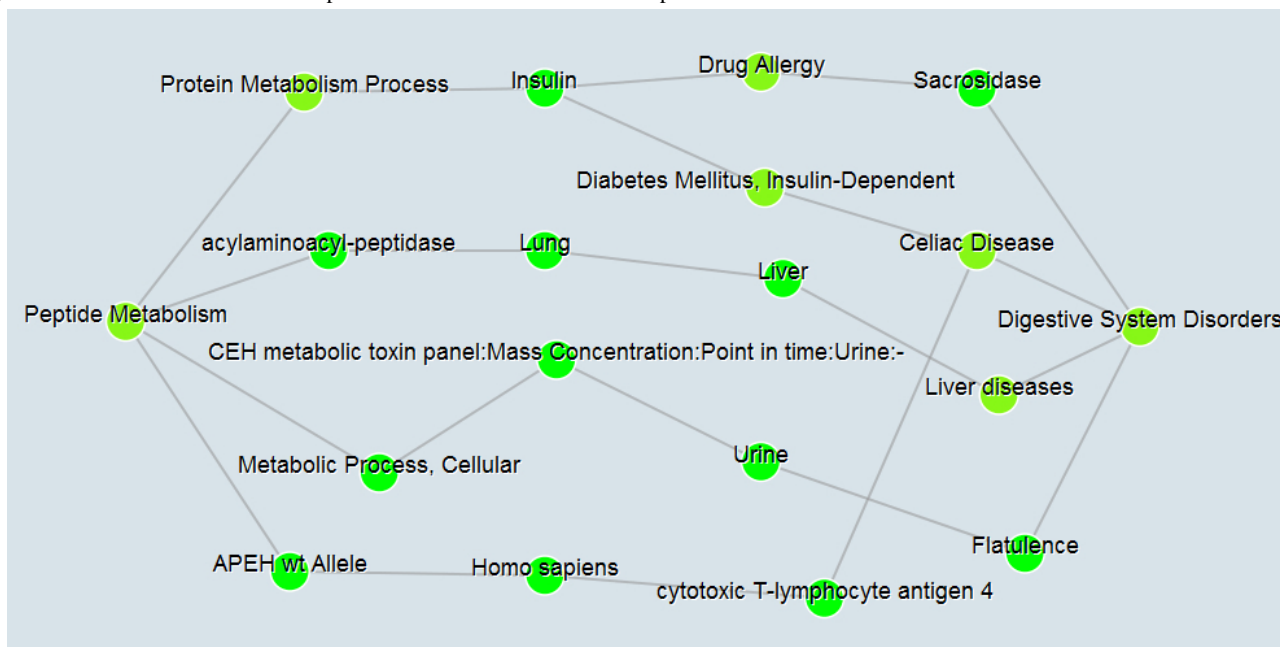 Drug Allergy
Protein Metabolism Process
Insulin
Sacrosidase
Diabetes Mellitus, Insulin-Dependent
acylaminoacyl-peptidase
Lung
Celiac Disease
Liver
Peptide Metabolism
Digestive System Disorders
CEH metabolic toxin panel:Mass Concentration:Point in time:Urine:-
Liver diseases
Urine
Metabolic Process, Cellular
Flatulence
APEH wt Allele
Homo sapiens
cytotoxic T-lymphocyte antigen 4